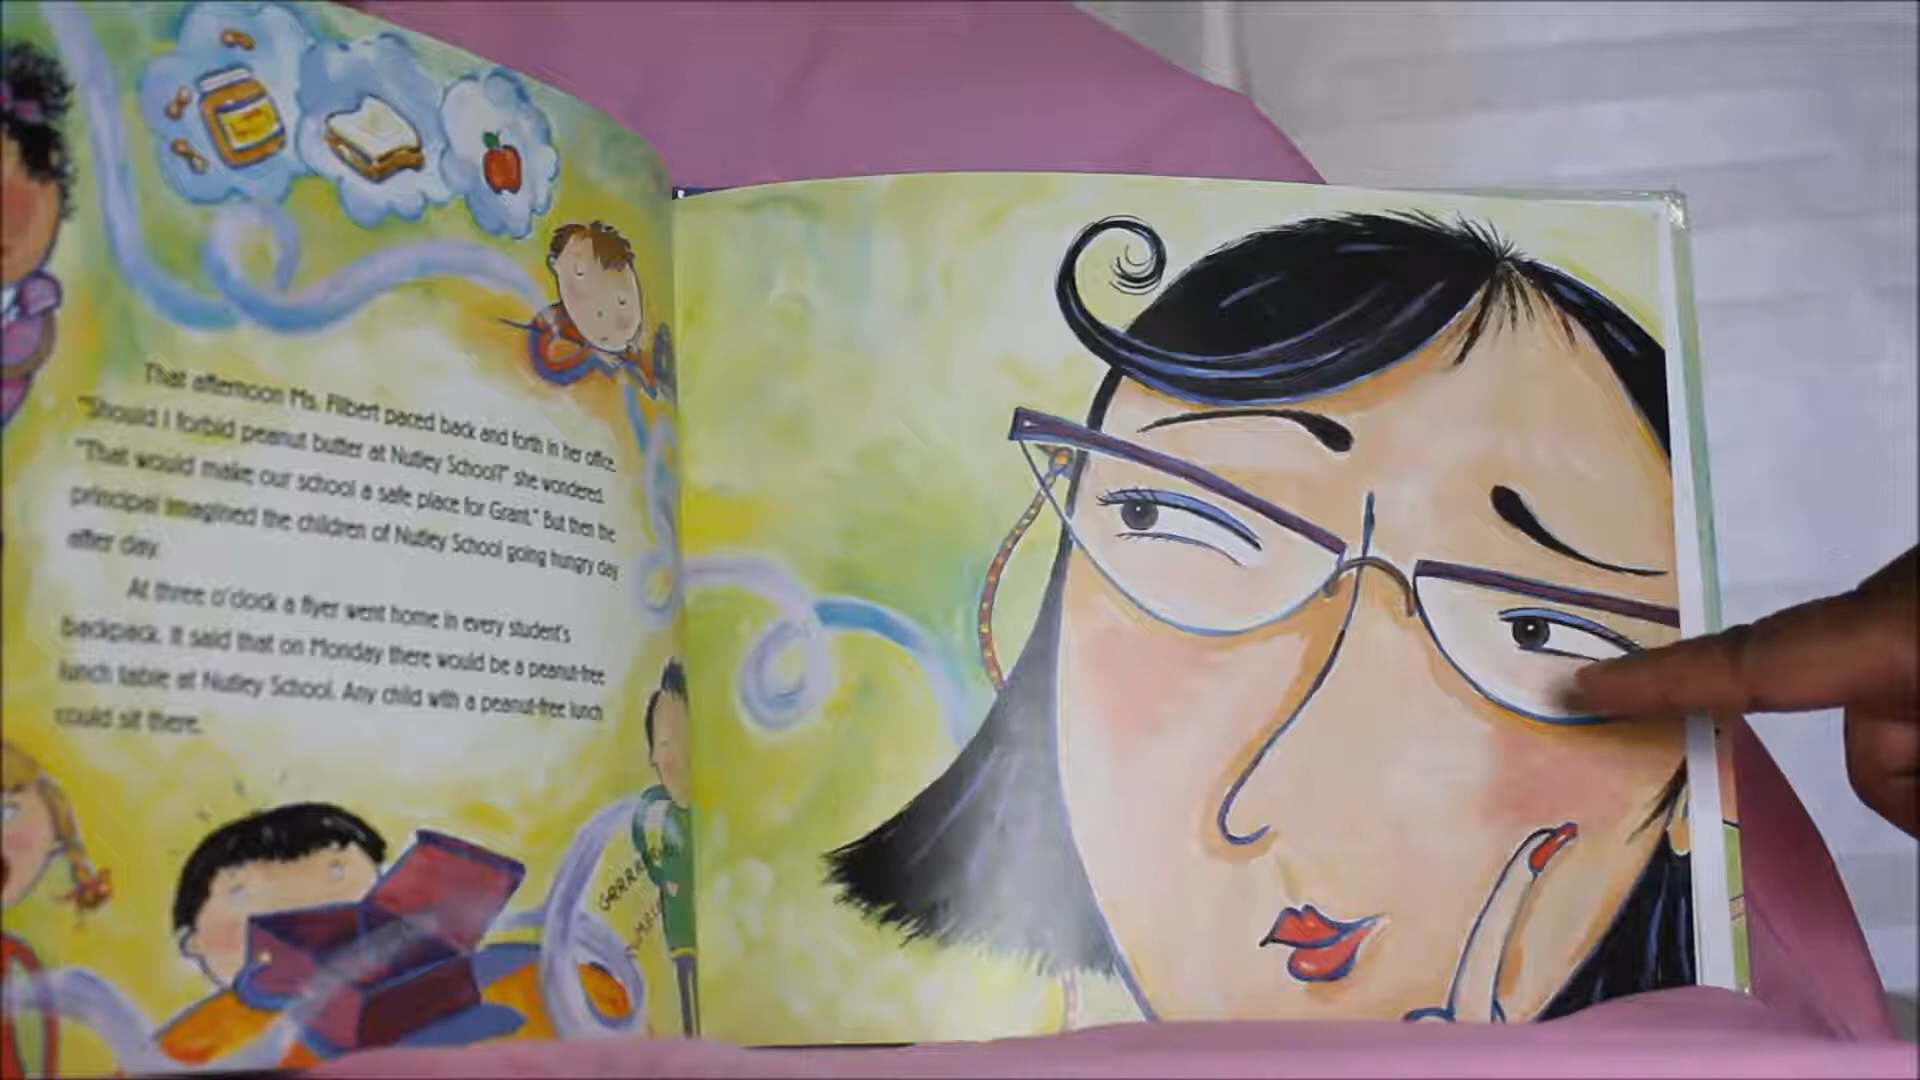 That afternoon Ms. Filbert paced back and forth in her office.
"Should I forbid peanut butter at Nutley School?" she wondered.
"That would make our school a safe place for Grant." But then the
principal imagined the children of Nutley School going hungry day
after day.
At three o'clock a flyer went home in every student's
backpack. It said that on Monday there would be a peanut-free
lunch table at Nutley School. Any child with a peanut-free lunch
could sit there.